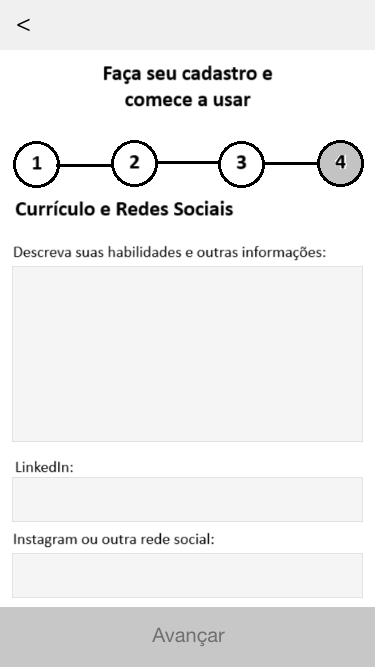 <
Faça seu cadastro e
comece a usar
1 2 3 4
Currículo e Redes Sociais
Descreva suas habilidades e outras informações:
LinkedIn:
Instagram ou outra rede social:
Avançar